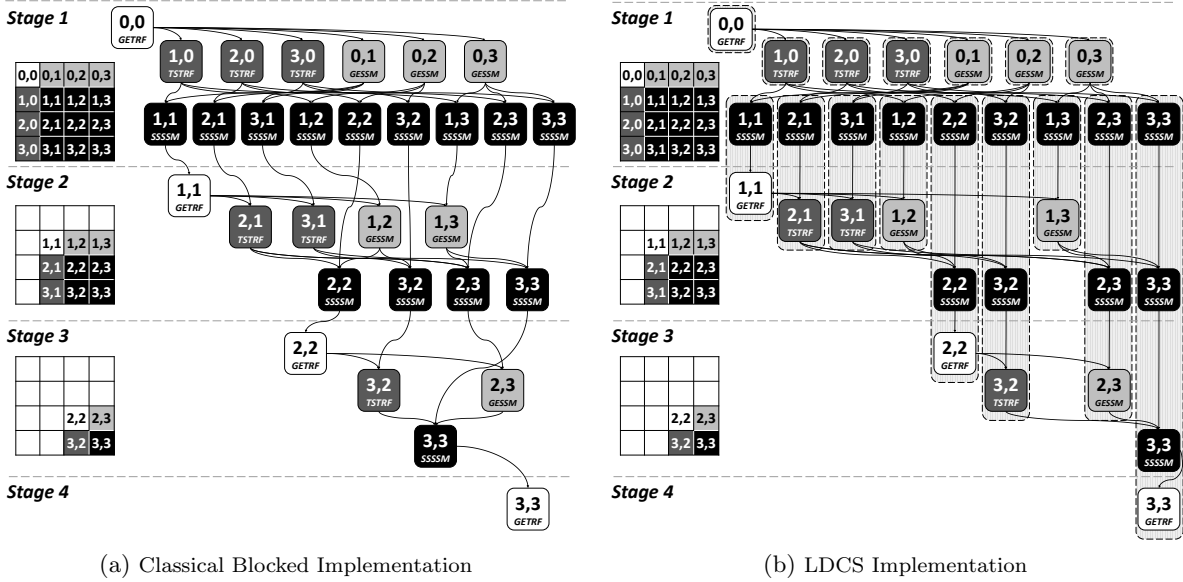 Stage 1
0,0
GETRF
1,0 2,0 3,0 0,1 0,2 0,3
TSTRF TSTRF TSTRF GESSM GESSM GESSM
0,0 0,1 0,2 0,3
1,0 1,1 1,2 1,3
2,0 2,1 2,2 2,3
3,0 3,1 3,2 3,3
1,1 2,1 3,1 1,2 2,2 3,2 1,3 2,3 3,3
SSSSM SSSSM SSSSM SSSSM SSSSM SSSSM SSSSM SSSSM SSSSM
Stage 2
1,1
GETRF
2,1 3,1 1,2 1,3
TSTRF TSTRF GESSM GESSM
1,1 1,2 1,3
2,1 2,2 2,3
3,1 3,2 3,3
2,2 3,2 2,3 3,3
SSSSM SSSSM SSSSM SSSSM
Stage 3
2,2
GETRF
3,2 2,3
TSTRF GESSM
2,2 2,3
3,2 3,3
3,3
SSSSM
Stage 4
3,3
GETRF
(a) Classical Blocked Implementation
Stage 1
0,0
GETRF
1,0 2,0 3,0 0,1 0,2 0,3
TSTRF TSTRF TSTRF GESSM GESSM GESSM
0,0 0,1 0,2 0,3
1,0 1,1 1,2 1,3
2,0 2,1 2,2 2,3
3,0 3,1 3,2 3,3
1,1 2,1 3,1 1,2 2,2 3,2 1,3 2,3 3,3
SSSSM SSSSM SSSSM SSSSM SSSSM SSSSM SSSSM SSSSM SSSSM
Stage 2
1,1
GETRF
2,1 3,1 1,2 1,3
TSTRF TSTRF GESSM GESSM
1,1 1,2 1,3
2,1 2,2 2,3
3,1 3,2 3,3
2,2 3,2 2,3 3,3
SSSSM SSSSM SSSSM SSSSM
Stage 3
2,2
GETRF
3,2 2,3
TSTRF GESSM
2,2 2,3
3,2 3,3
3,3
SSSSM
Stage 4
3,3
GETRF
(b) LDCS Implementation